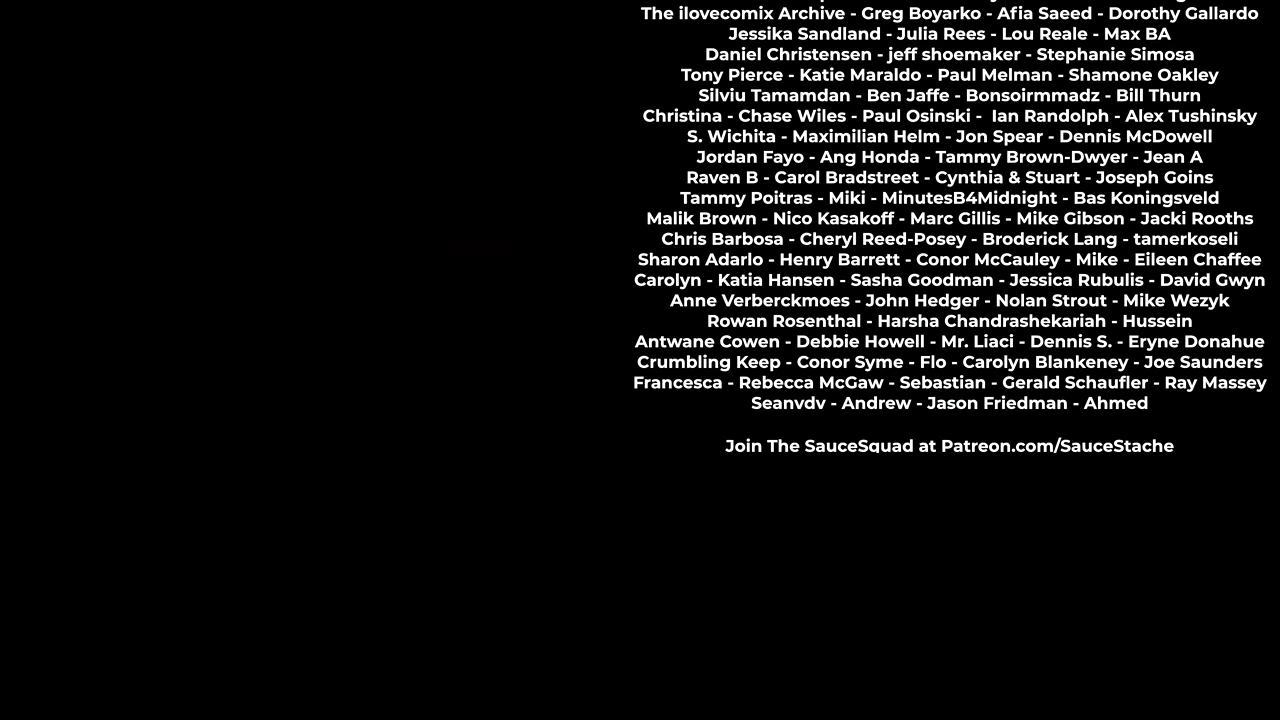 The ilovecomix Archive - Greg Boyarko - Afia Saeed - Dorothy Gallardo
Jessika Sandland - Julia Rees - Lou Reale - Max BA
Daniel Christensen - jeff shoemaker - Stephanie Simosa
Tony Pierce - Katie Maraldo - Paul Melman - Shamone Oakley
Silviu Tamamdan - Ben Jaffe - Bonsoirmmadz - Bill Thurn
Christina - Chase Wiles - Paul Osinski -  Ian Randolph - Alex Tushinsky
S. Wichita - Maximilian Helm - Jon Spear - Dennis McDowell
Jordan Fayo - Ang Honda - Tammy Brown-Dwyer - Jean A
Raven B - Carol Bradstreet - Cynthia & Stuart - Joseph Goins
Tammy Poitras - Miki - MinutesB4Midnight - Bas Koningsveld
Malik Brown - Nico Kasakoff - Marc Gillis - Mike Gibson - Jacki Rooths
Chris Barbosa - Cheryl Reed-Posey - Broderick Lang - tamerkoseli
Sharon Adarlo - Henry Barrett - Conor McCauley - Mike - Eileen Chaffee
Carolyn - Katia Hansen - Sasha Goodman - Jessica Rubulis - David Gwyn
Anne Verberckmoes - John Hedger - Nolan Strout - Mike Wezyk
Rowan Rosenthal - Harsha Chandrashekariah - Hussein
Antwane Cowen - Debbie Howell - Mr. Liaci - Dennis S. - Eryne Donahue
Crumbling Keep - Conor Syme - Flo - Carolyn Blankeney - Joe Saunders
Francesca - Rebecca McGaw - Sebastian - Gerald Schaufler - Ray Massey
Seanvdv - Andrew - Jason Friedman - Ahmed
Join The SauceSquad at Patreon.com/SauceStache